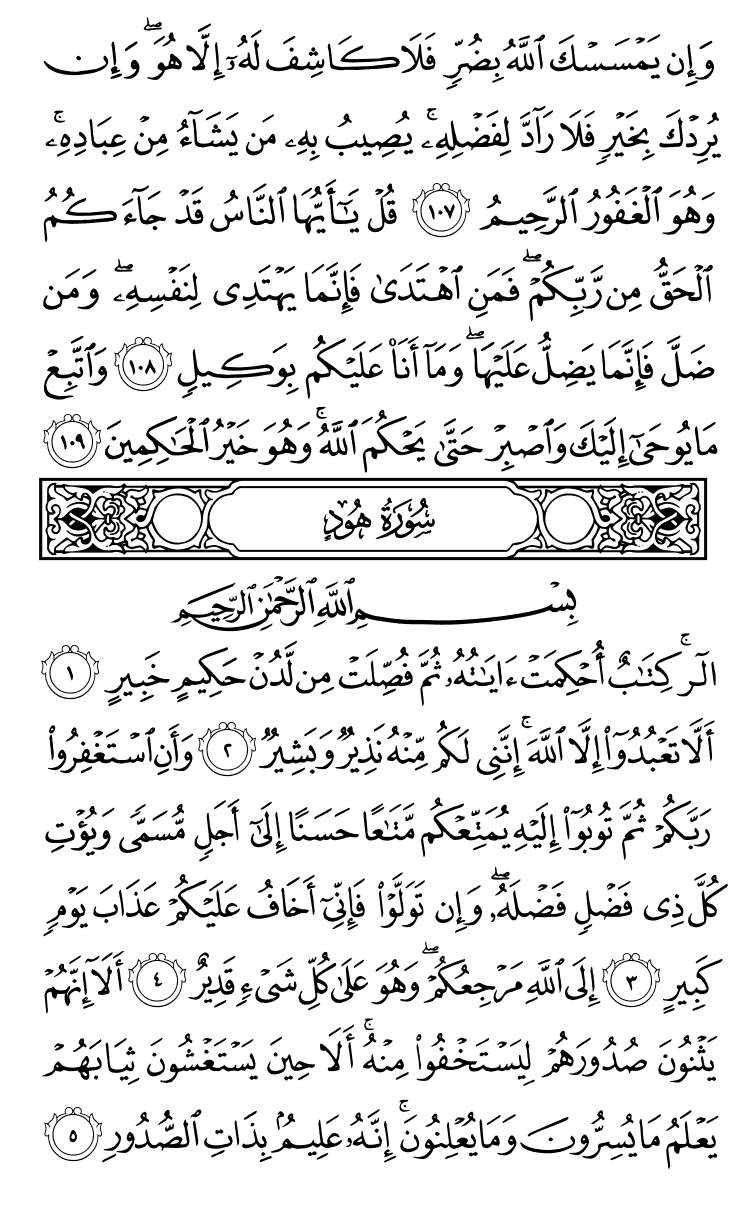 وَإِن يَمۡسَسۡكَ ٱللَّهُ بِضُرّٖ فَلَا كَاشِفَ لَهُۥٓ إِلَّا هُوَۖ وَإِن
يُرِدۡكَ بِخَيۡرٖ فَلَا رَآدَّ لِفَضۡلِهِۦۚ يُصِيبُ بِهِۦ مَن يَشَآءُ مِنۡ عِبَادِهِۦۚ
وَهُوَ ٱلۡغَفُورُ ٱلرَّحِيمُ ١٠٧ قُلۡ يَٰٓأَيُّهَا ٱلنَّاسُ قَدۡ جَآءَكُمُ
ٱلۡحَقُّ مِن رَّبِّكُمۡۖ فَمَنِ ٱهۡتَدَىٰ فَإِنَّمَا يَهۡتَدِي لِنَفۡسِهِۦۖ وَمَن
ضَلَّ فَإِنَّمَا يَضِلُّ عَلَيۡهَاۖ وَمَآ أَنَا۠ عَلَيۡكُم بِوَكِيلٖ ١٠٨ وَٱتَّبِعۡ
مَا يُوحَىٰٓ إِلَيۡكَ وَٱصۡبِرۡ حَتَّىٰ يَحۡكُمَ ٱللَّهُۚ وَهُوَ خَيۡرُ ٱلۡحَٰكِمِينَ ١٠٩
سُورَةُ هُودٍ
بِسۡمِ ٱللَّهِ ٱلرَّحۡمَٰنِ ٱلرَّحِيمِ
الٓرۚ كِتَٰبٌ أُحۡكِمَتۡ ءَايَٰتُهُۥ ثُمَّ فُصِّلَتۡ مِن لَّدُنۡ حَكِيمٍ خَبِيرٍ ١
أَلَّا تَعۡبُدُوٓاْ إِلَّا ٱللَّهَۚ إِنَّنِي لَكُم مِّنۡهُ نَذِيرٞ وَبَشِيرٞ ٢ وَأَنِ ٱسۡتَغۡفِرُواْ
رَبَّكُمۡ ثُمَّ تُوبُوٓاْ إِلَيۡهِ يُمَتِّعۡكُم مَّتَٰعًا حَسَنًا إِلَىٰٓ أَجَلٖ مُّسَمّٗى وَيُؤۡتِ
كُلَّ ذِي فَضۡلٖ فَضۡلَهُۥۖ وَإِن تَوَلَّوۡاْ فَإِنِّيٓ أَخَافُ عَلَيۡكُمۡ عَذَابَ يَوۡمٖ
كَبِيرٍ ٣ إِلَى ٱللَّهِ مَرۡجِعُكُمۡۖ وَهُوَ عَلَىٰ كُلِّ شَيۡءٖ قَدِيرٌ ٤ أَلَآ إِنَّهُمۡ
يَثۡنُونَ صُدُورَهُمۡ لِيَسۡتَخۡفُواْ مِنۡهُۚ أَلَا حِينَ يَسۡتَغۡشُونَ ثِيَابَهُمۡ
يَعۡلَمُ مَا يُسِرُّونَ وَمَا يُعۡلِنُونَۚ إِنَّهُۥ عَلِيمُۢ بِذَاتِ ٱلصُّدُورِ ٥